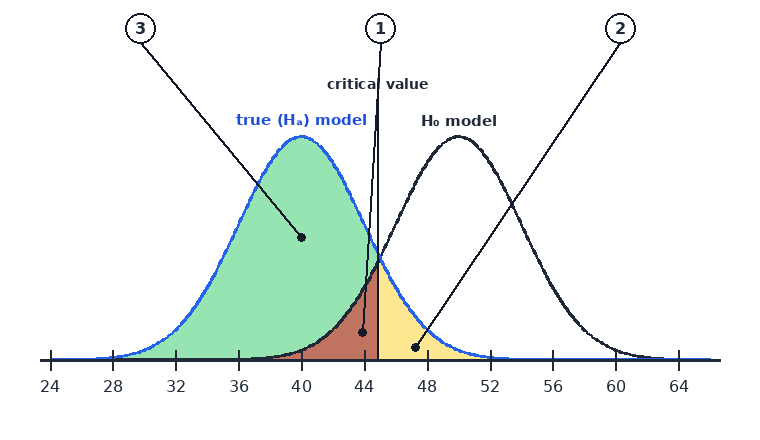 3 1 2
critical value
true (Hₐ) model
H₀ model
24 28 32 36 40 44 48 52 56 60 64